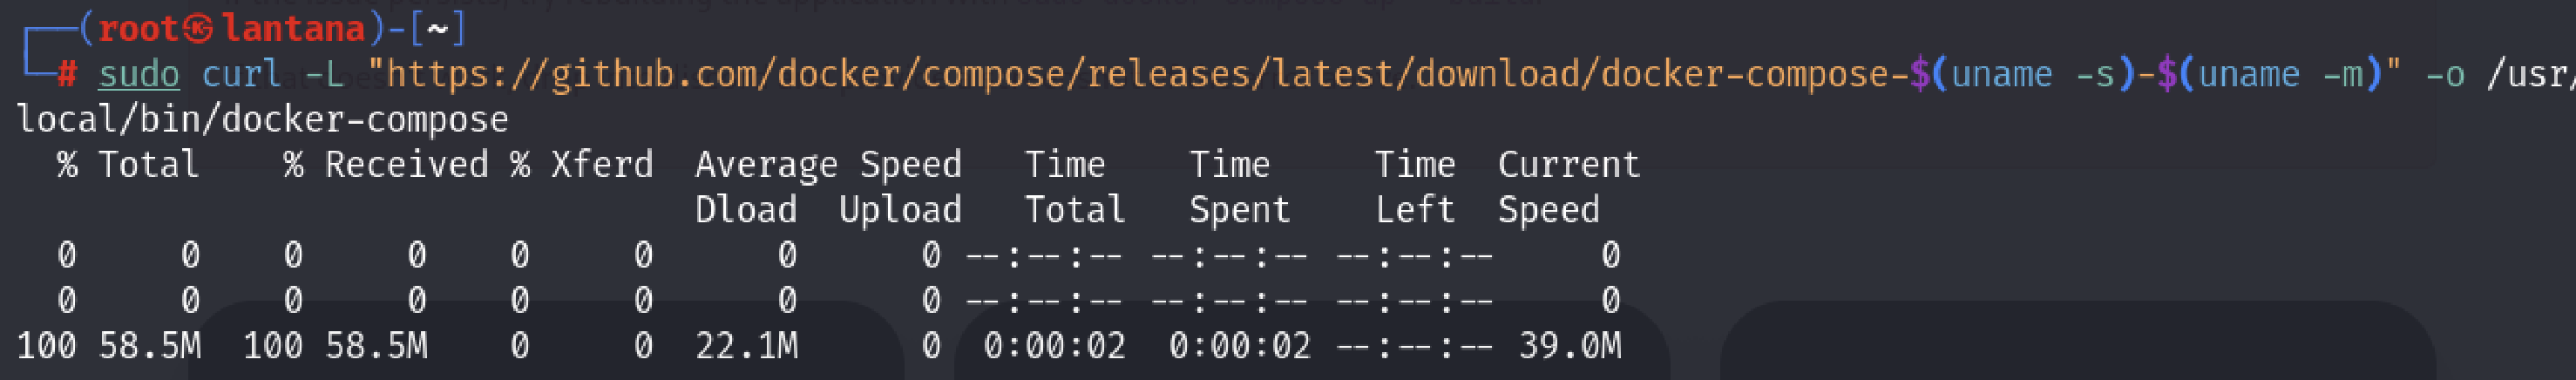 ┌──(root㉿lantana)-[~]
└─# sudo curl -L "https://github.com/docker/compose/releases/latest/download/docker-compose-$(uname -s)-$(uname -m)" -o /usr/
local/bin/docker-compose
  % Total    % Received % Xferd  Average Speed   Time    Time     Time  Current
                                 Dload  Upload   Total   Spent    Left  Speed
  0     0    0     0    0     0      0      0 --:--:-- --:--:-- --:--:--     0
  0     0    0     0    0     0      0      0 --:--:-- --:--:-- --:--:--     0
100 58.5M  100 58.5M    0     0  22.1M      0  0:00:02  0:00:02 --:--:-- 39.0M